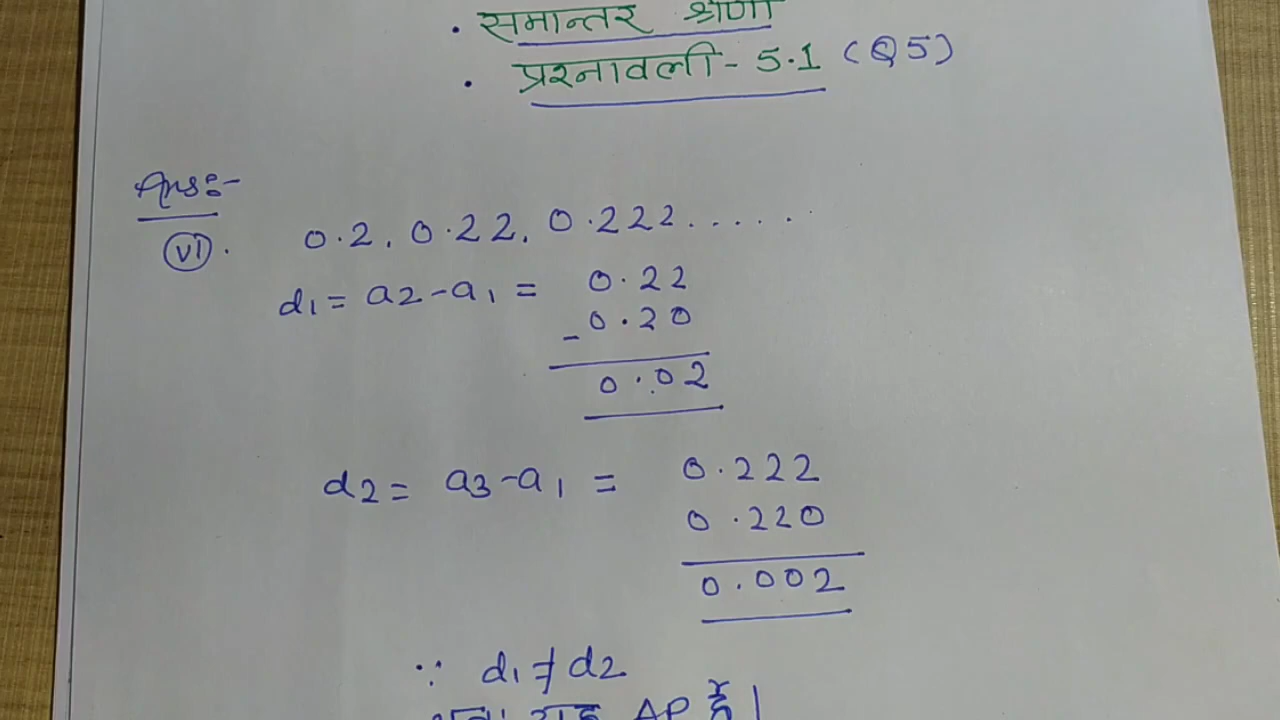 • समान्तर श्रेणी
• प्रश्नावली - 5.1 (Q5)
Ans:-
(vi). 0.2, 0.22, 0.222......
d1 = a2 - a1 = 0.22
- 0.20
0.02
d2 = a3 - a1 = 0.222
0.220
0.002
∵ d1 ≠ d2
यह AP है।